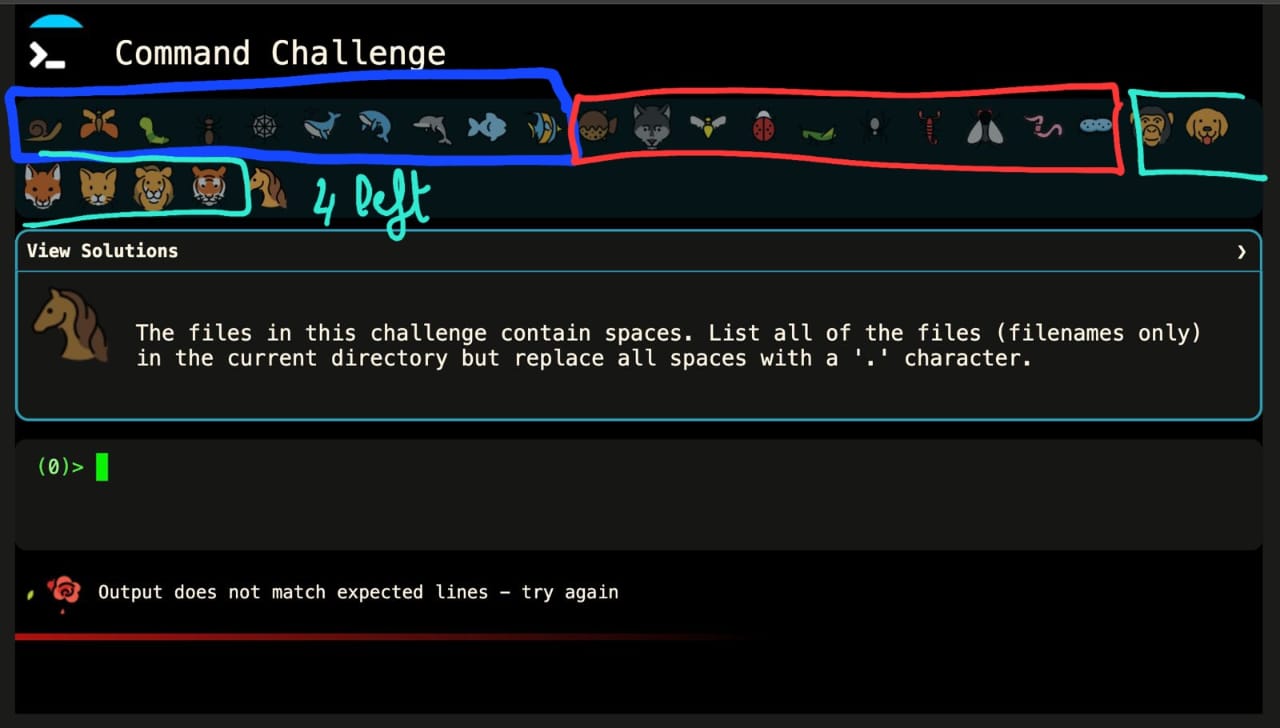 Command Challenge
4 Left
View Solutions
The files in this challenge contain spaces. List all of the files (filenames only)
in the current directory but replace all spaces with a '.' character.
(0)>
Output does not match expected lines – try again